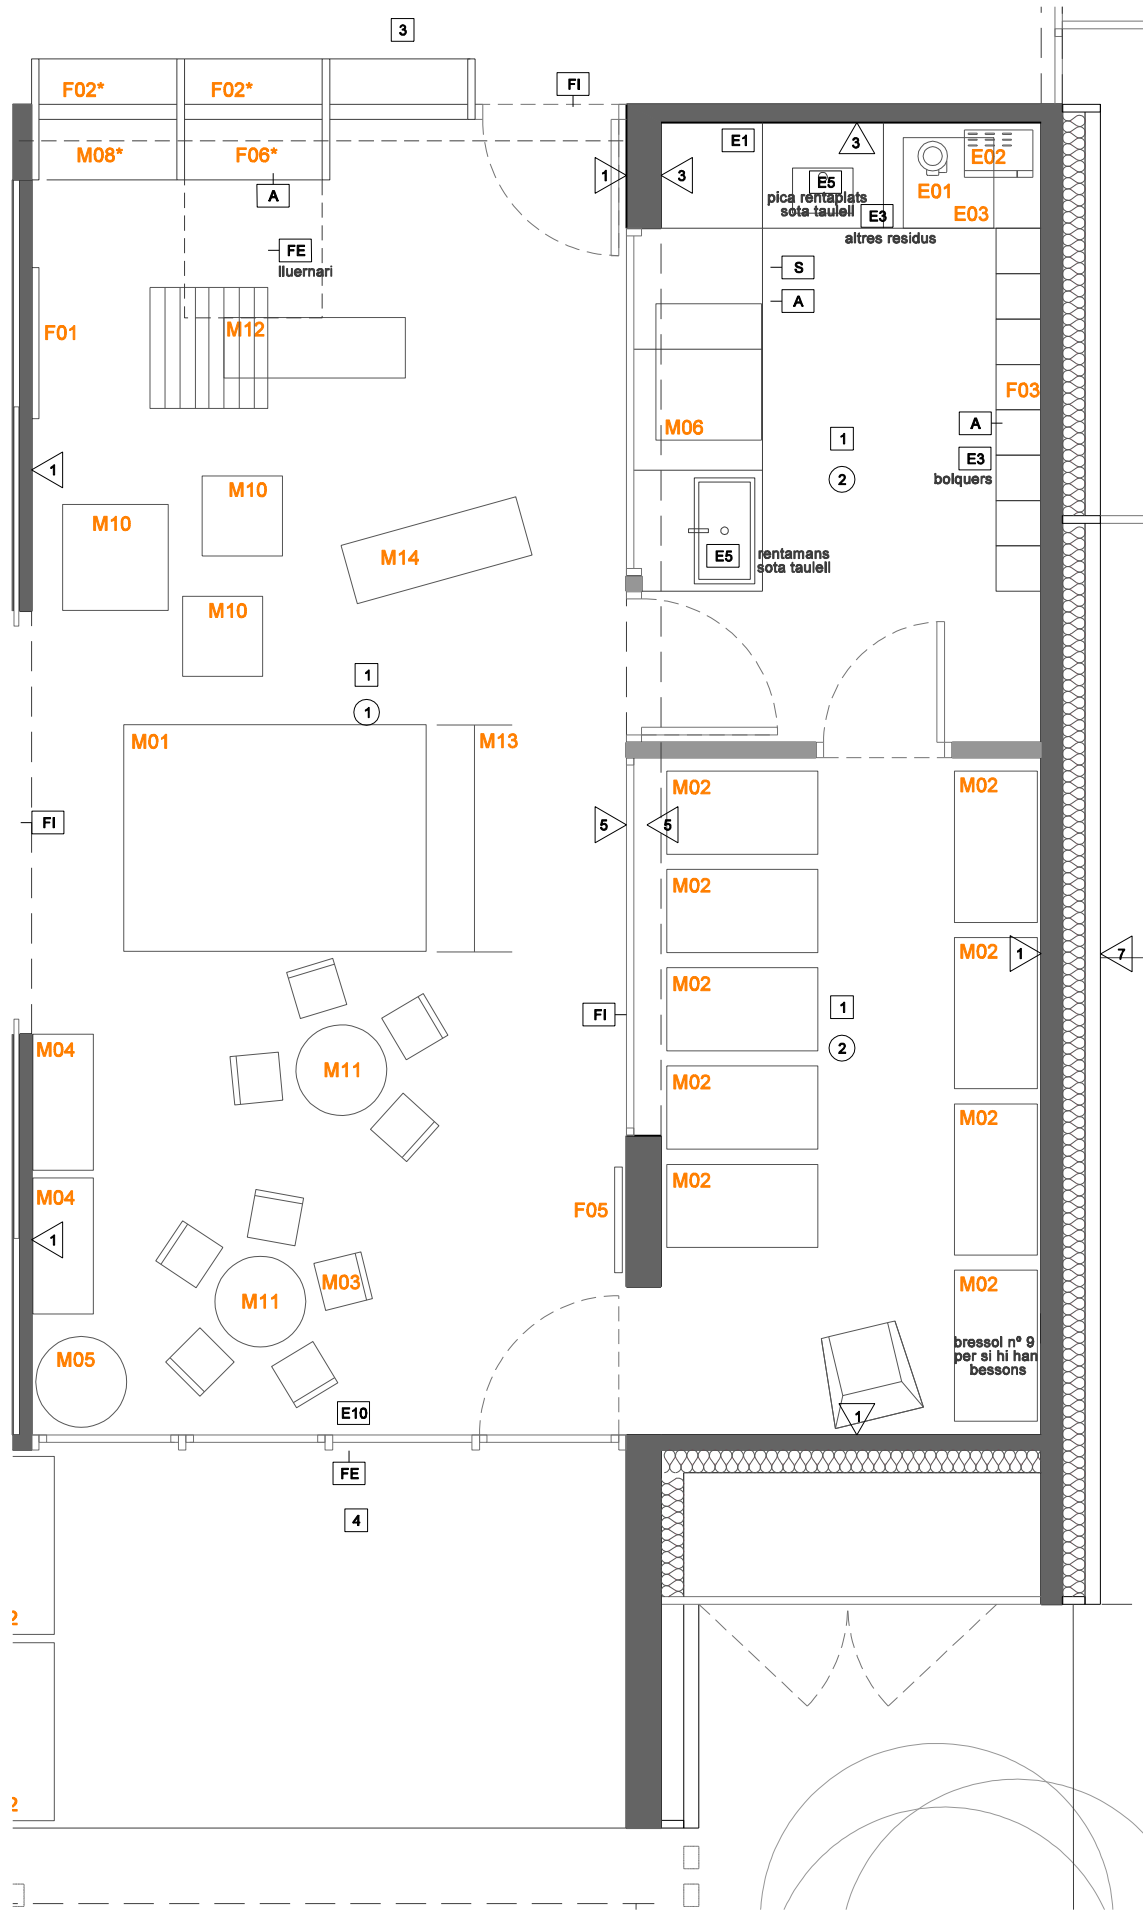 3
F02*
F02*
FI
M08*
F06*
A
1
3
E1
3
E02
E5
E01
E03
pica rentaplats
sota taulell
E3
altres residus
FE
lluernari
S
A
F01
M12
F03
M06
A
1
E3
2
bolquers
1
M10
M10
M14
E5
rentamans
sota taulell
M10
1
1
M01
M13
M02
M02
FI
5
5
M02
M02
1
7
M02
1
FI
2
M04
M11
M02
M02
M04
M02
F05
1
M03
M11
M02
M05
bressol nº 9
per si hi han
bessons
E10
1
FE
4
2
2